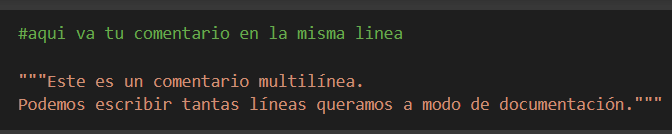 #aqui va tu comentario en la misma linea
"""Este es un comentario multilínea.
Podemos escribir tantas líneas queramos a modo de documentación."""